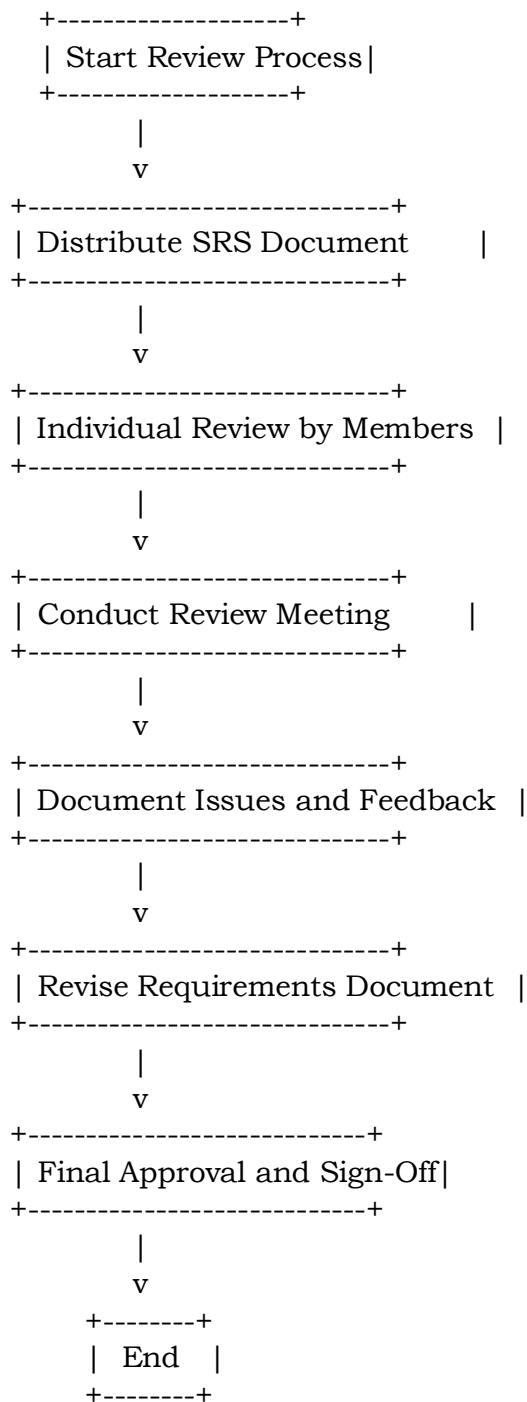 +-------------------+
| Start Review Process|
+-------------------+
|
v
+-------------------------------+
| Distribute SRS Document |
+-------------------------------+
|
v
+-------------------------------+
| Individual Review by Members |
+-------------------------------+
|
v
+-------------------------------+
| Conduct Review Meeting |
+-------------------------------+
|
v
+-------------------------------+
| Document Issues and Feedback |
+-------------------------------+
|
v
+-------------------------------+
| Revise Requirements Document |
+-------------------------------+
|
v
+-----------------------------+
| Final Approval and Sign-Off|
+-----------------------------+
|
v
+--------+
| End |
+--------+